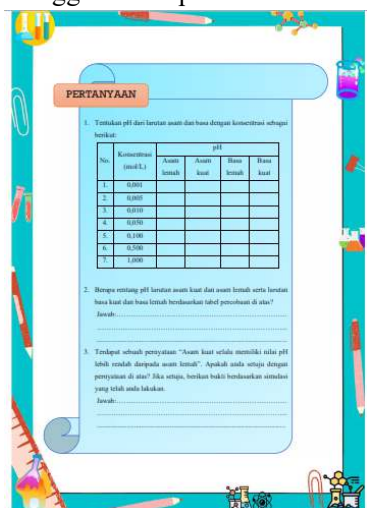 PERTANYAAN
1. Tentukan pH dari larutan asam dan basa dengan konsentrasi sebagai
berikut:
No. Konsentrasi (mol/L) pH
Asam lemah Asam kuat Basa lemah Basa kuat
1. 0,001
2. 0,005
3. 0,010
4. 0,050
5. 0,100
6. 0,500
7. 1,000
2. Berapa rentang pH larutan asam kuat dan asam lemah serta larutan
basa kuat dan basa lemah berdasarkan tabel percobaan di atas?
Jawab:
3. Terdapat sebuah pernyataan "Asam kuat selalu memiliki nilai pH
lebih rendah daripada asam lemah". Apakah anda setuju dengan
pernyataan di atas? Jika setuju, berikan bukti berdasarkan simulasi
yang telah anda lakukan.
Jawab: